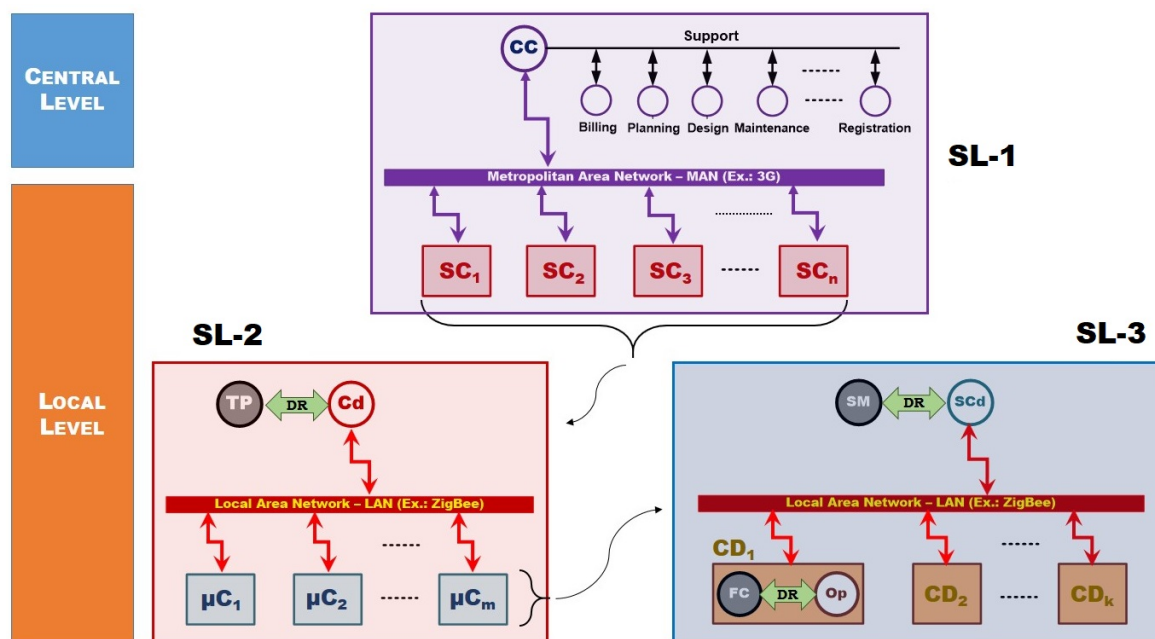 CENTRAL
LEVEL
LOCAL
LEVEL
SL-1
CC
Support
Billing
Planning
Design
Maintenance
Registration
Metropolitan Area Network – MAN (Ex.: 3G)
SC1
SC2
SC3
SCn
SL-2
TP
DR
Cd
Local Area Network – LAN (Ex.: ZigBee)
µC1
µC2
µCm
SL-3
SM
DR
SCd
Local Area Network – LAN (Ex.: ZigBee)
CD1
FC
DR
Op
CD2
CDk